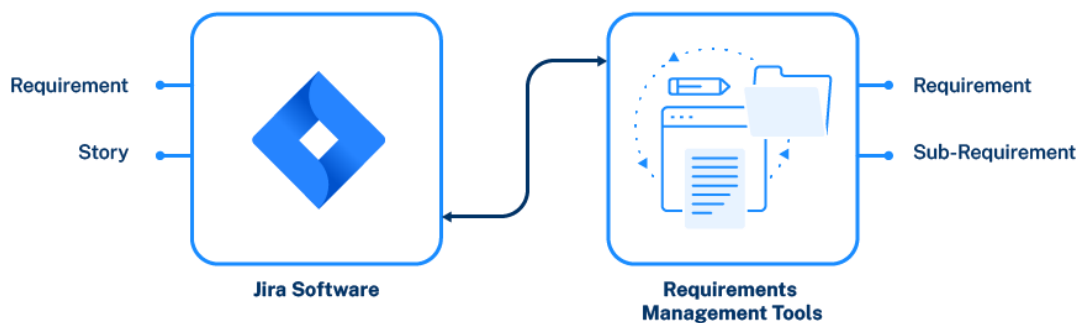 Requirement
Story
Jira Software
Requirement
Sub-Requirement
Requirements
Management Tools